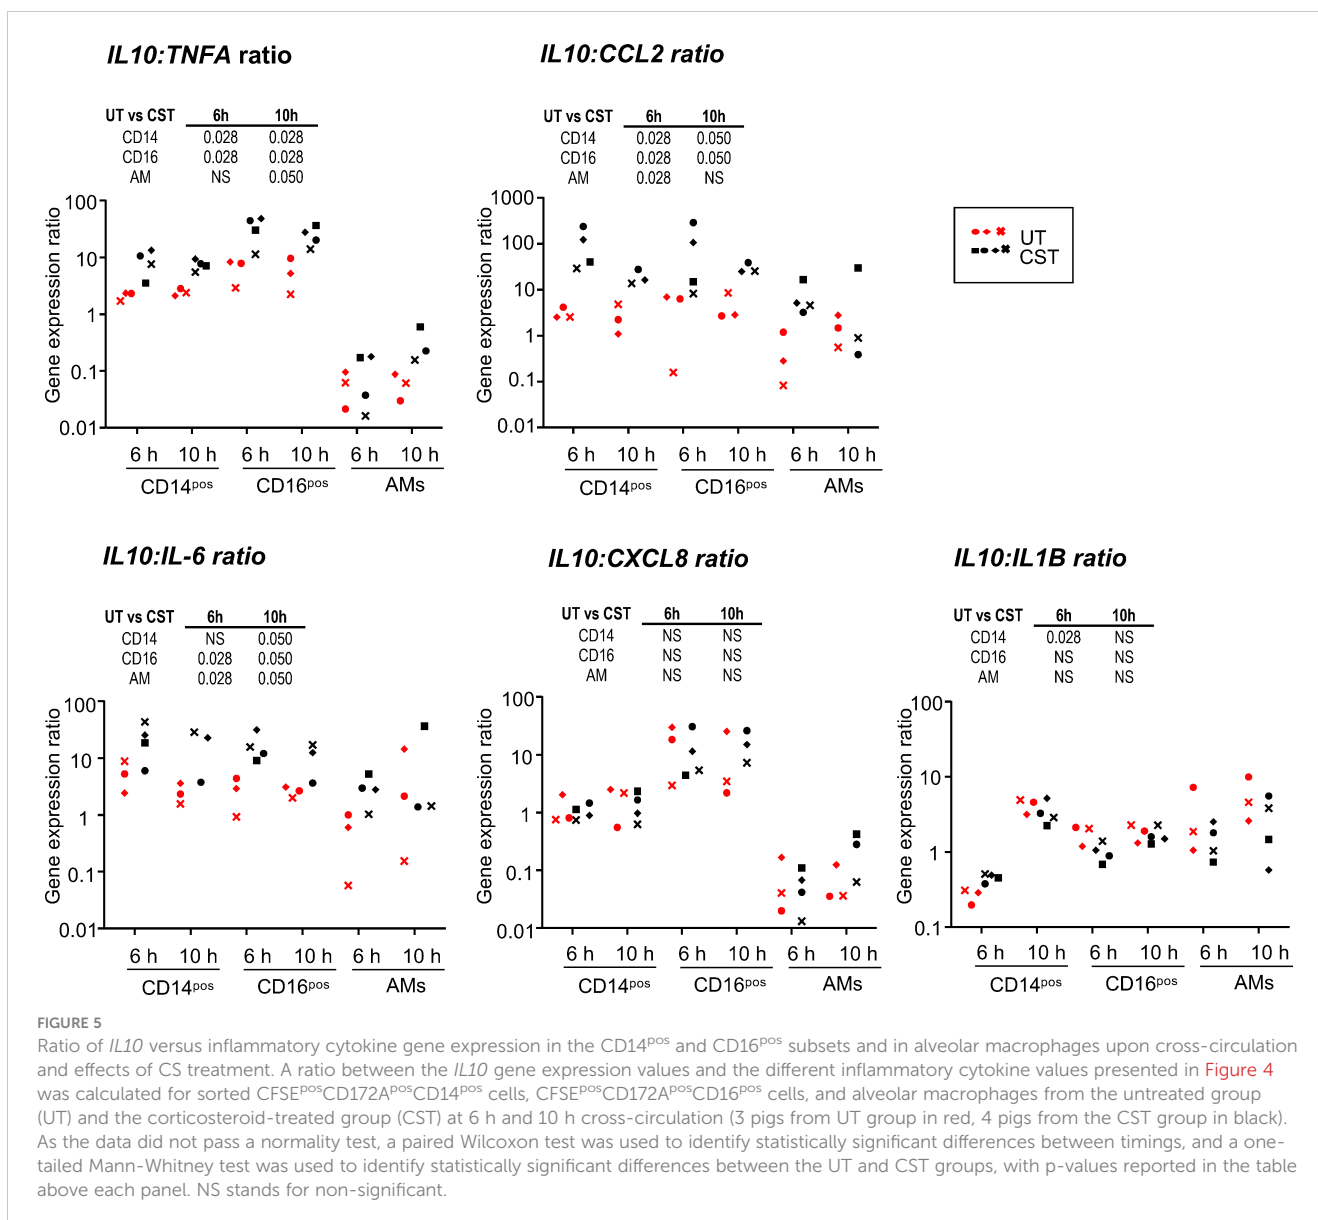 IL10:TNFA ratio
UT vs CST 6h 10h
CD14 0.028 0.028
CD16 0.028 0.028
AM NS 0.050
Gene expression ratio
100
10
1
0.1
0.01
6 h 10 h 6 h 10 h 6 h 10 h
CD14pos CD16pos AMs
IL10:CCL2 ratio
UT vs CST 6h 10h
CD14 0.028 0.050
CD16 0.028 0.050
AM 0.028 NS
Gene expression ratio
1000
100
10
1
0.1
0.01
6 h 10 h 6 h 10 h 6 h 10 h
CD14pos CD16pos AMs
UT
CST
IL10:IL-6 ratio
UT vs CST 6h 10h
CD14 NS 0.050
CD16 0.028 0.050
AM 0.028 0.050
Gene expression ratio
100
10
1
0.1
0.01
6 h 10 h 6 h 10 h 6 h 10 h
CD14pos CD16pos AMs
IL10:CXCL8 ratio
UT vs CST 6h 10h
CD14 NS NS
CD16 NS NS
AM NS NS
Gene expression ratio
100
10
1
0.1
0.01
6 h 10 h 6 h 10 h 6 h 10 h
CD14pos CD16pos AMs
IL10:IL1B ratio
UT vs CST 6h 10h
CD14 0.028 NS
CD16 NS NS
AM NS NS
Gene expression ratio
100
10
1
0.1
6 h 10 h 6 h 10 h 6 h 10 h
CD14pos CD16pos AMs
FIGURE 5
Ratio of IL10 versus inflammatory cytokine gene expression in the CD14pos and CD16pos subsets and in alveolar macrophages upon cross-circulation
and effects of CS treatment. A ratio between the IL10 gene expression values and the different inflammatory cytokine values presented in Figure 4
was calculated for sorted CFSEposCD172AposCD14pos cells, CFSEposCD172AposCD16pos cells, and alveolar macrophages from the untreated group
(UT) and the corticosteroid-treated group (CST) at 6 h and 10 h cross-circulation (3 pigs from UT group in red, 4 pigs from the CST group in black).
As the data did not pass a normality test, a paired Wilcoxon test was used to identify statistically significant differences between timings, and a one-
tailed Mann-Whitney test was used to identify statistically significant differences between the UT and CST groups, with p-values reported in the table
above each panel. NS stands for non-significant.